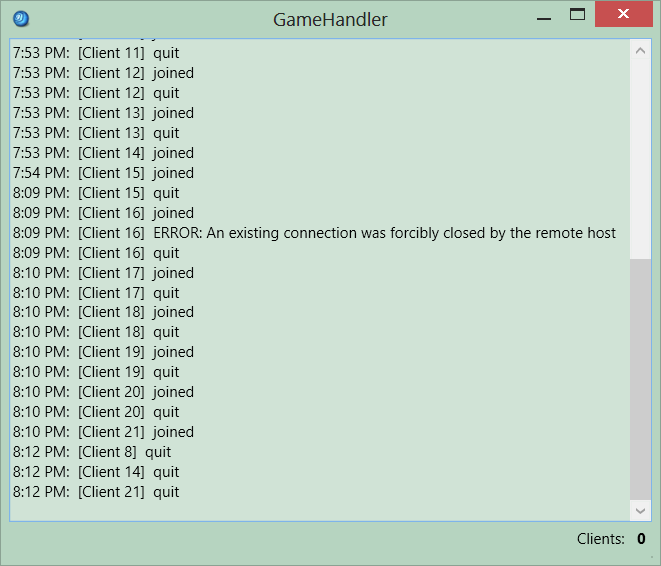 GameHandler
7:53 PM: [Client 11] quit
7:53 PM: [Client 12] joined
7:53 PM: [Client 12] quit
7:53 PM: [Client 13] joined
7:53 PM: [Client 13] quit
7:53 PM: [Client 14] joined
7:54 PM: [Client 15] joined
8:09 PM: [Client 15] quit
8:09 PM: [Client 16] joined
8:09 PM: [Client 16] ERROR: An existing connection was forcibly closed by the remote host
8:09 PM: [Client 16] quit
8:10 PM: [Client 17] joined
8:10 PM: [Client 17] quit
8:10 PM: [Client 18] joined
8:10 PM: [Client 18] quit
8:10 PM: [Client 19] joined
8:10 PM: [Client 19] quit
8:10 PM: [Client 20] joined
8:10 PM: [Client 20] quit
8:10 PM: [Client 21] joined
8:12 PM: [Client 8] quit
8:12 PM: [Client 14] quit
8:12 PM: [Client 21] quit
Clients: 0